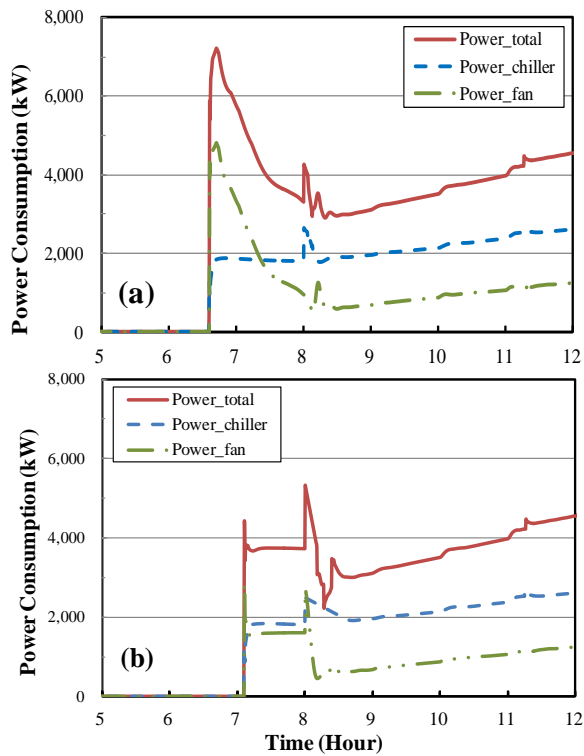 8,000
Power_total
Power_chiller
Power_fan
6,000
4,000
2,000
0
Power Consumption (kW)
(a)
5 6 7 8 9 10 11 12
8,000
Power_total
Power_chiller
Power_fan
6,000
4,000
2,000
0
Power Consumption (kW)
(b)
5 6 7 8 9 10 11 12
Time (Hour)